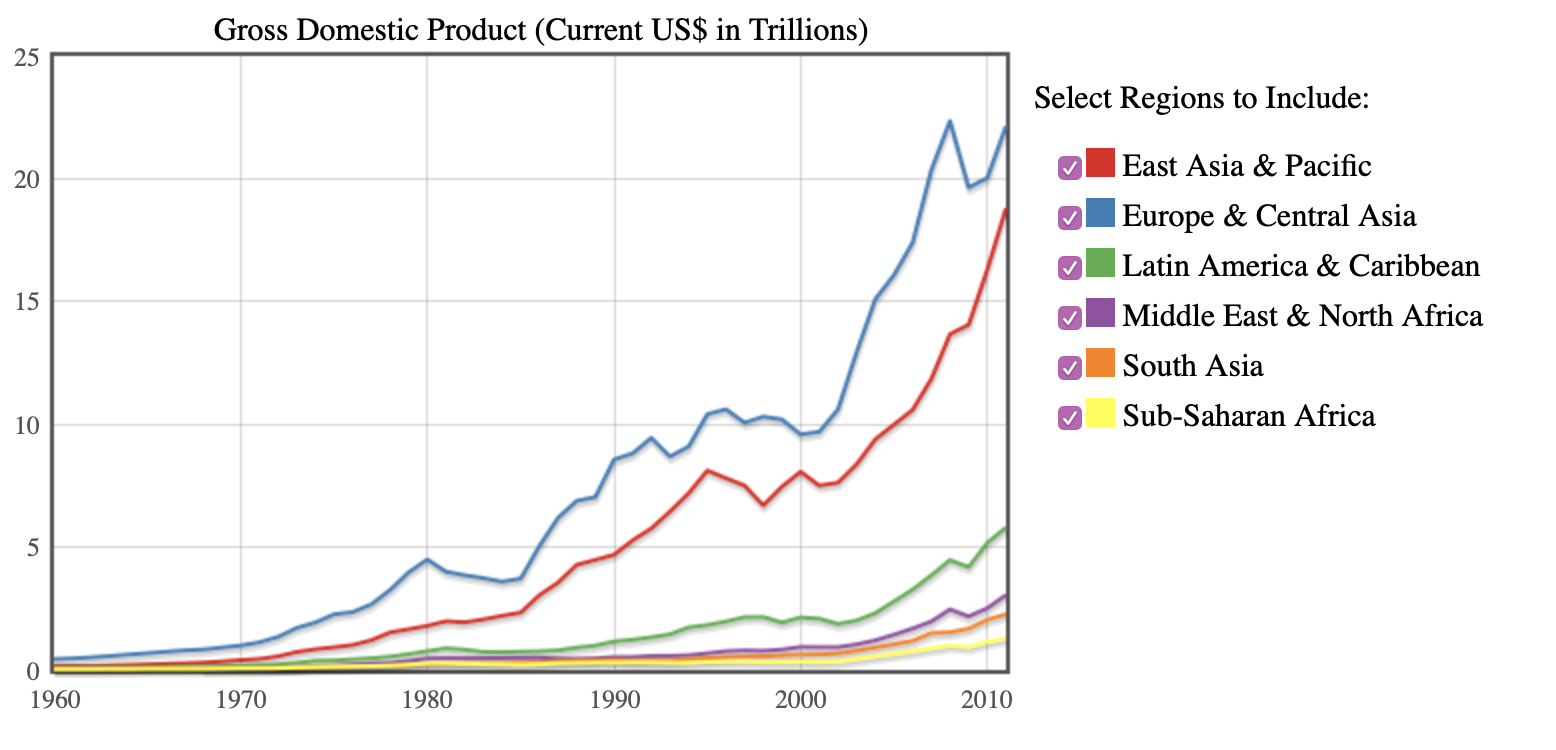 Gross Domestic Product (Current US$ in Trillions)
25
20
15
10
5
0
1960 1970 1980 1990 2000 2010
Select Regions to Include:
East Asia & Pacific
Europe & Central Asia
Latin America & Caribbean
Middle East & North Africa
South Asia
Sub-Saharan Africa